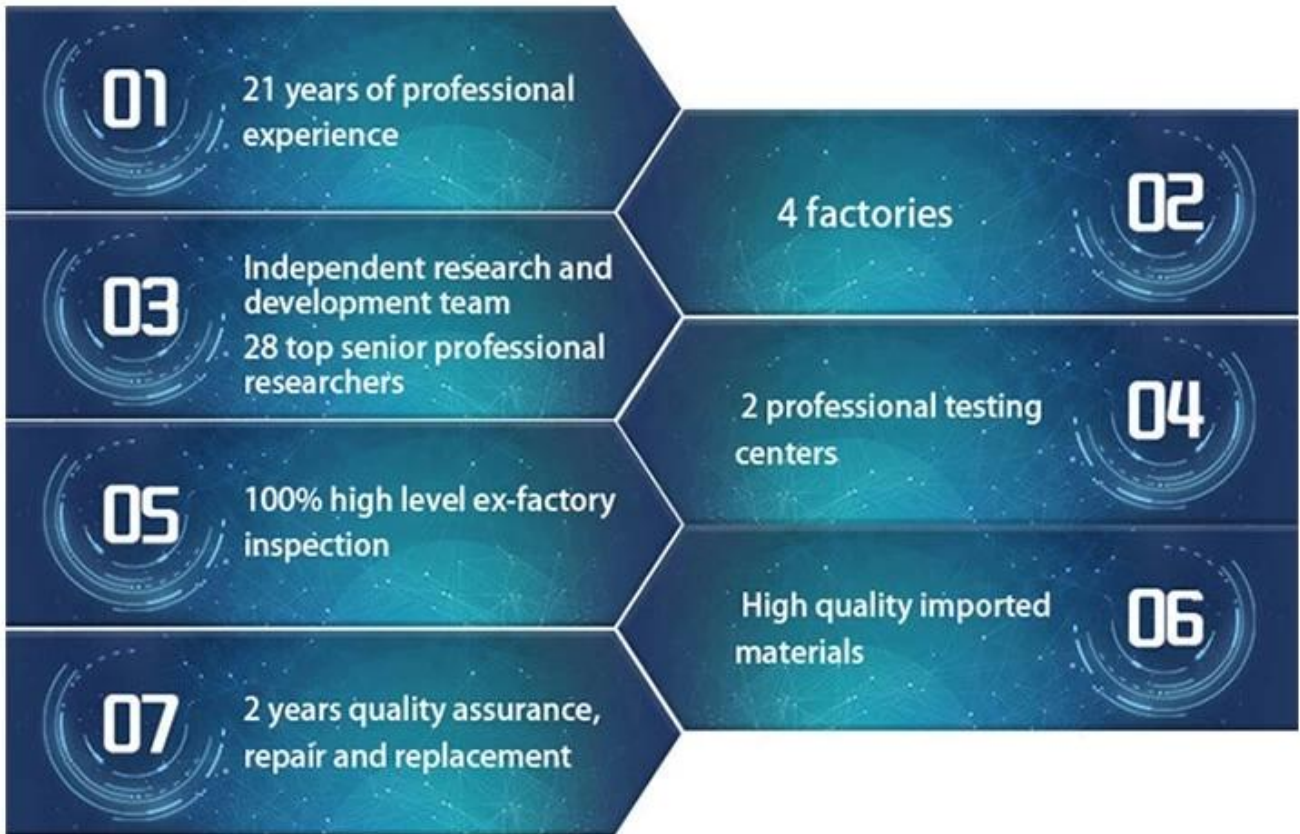 01
21 years of professional
experience
02
4 factories
03
Independent research and
development team
28 top senior professional
researchers
04
2 professional testing
centers
05
100% high level ex-factory
inspection
06
High quality imported
materials
07
2 years quality assurance,
repair and replacement